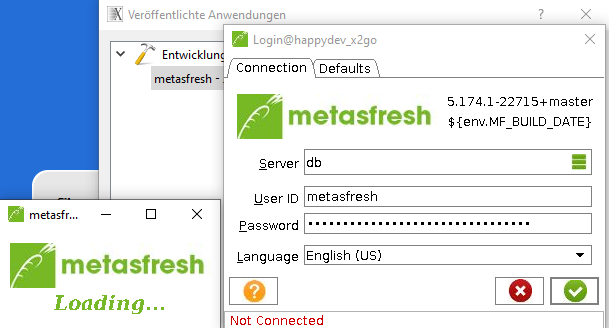 Veröffentlichte Anwendungen
Entwicklung
metasfresh -
Login@happydev_x2go
Connection
Defaults
metasfresh
5.174.1-22715+master
${env.MF_BUILD_DATE}
Server
db
User ID
metasfresh
Password
Language
English (US)
Not Connected
metasfr...
metasfresh
Loading...